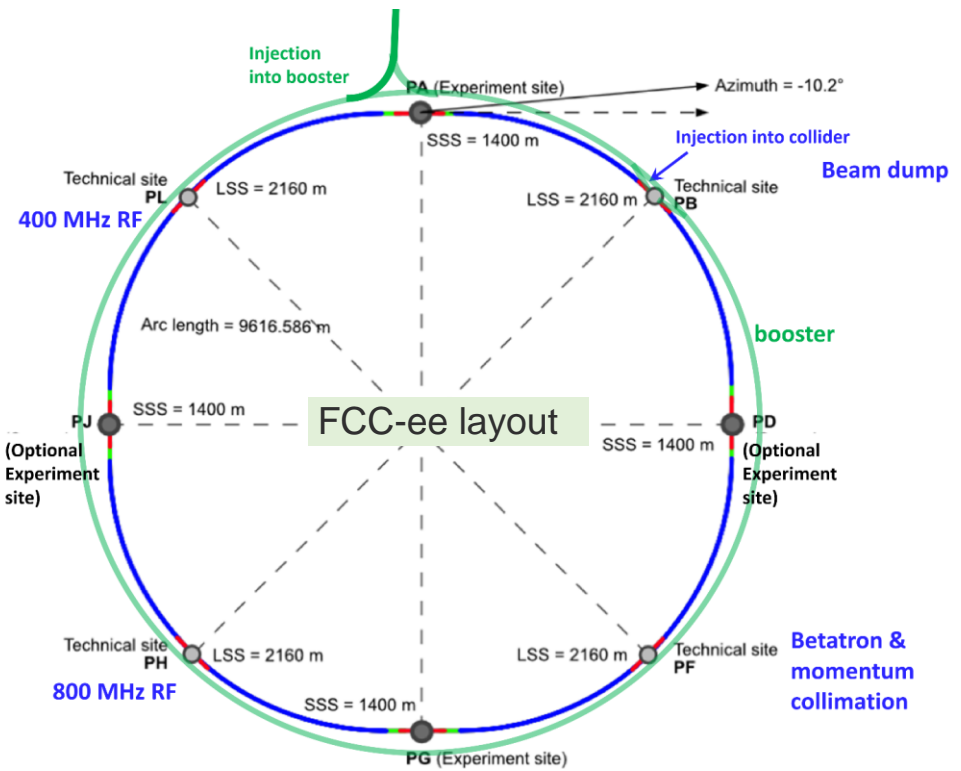 Injection
into booster
PA (Experiment site)
Azimuth = -10.2°
SSS = 1400 m
Injection into collider
Beam dump
Technical site
PL
LSS = 2160 m
400 MHz RF
LSS = 2160 m
Technical site
PB
Arc length = 9616.586 m
booster
PJ
SSS = 1400 m
FCC-ee layout
SSS = 1400 m
PD
(Optional
Experiment
site)
(Optional
Experiment
site)
Technical site
PH
LSS = 2160 m
800 MHz RF
LSS = 2160 m
Technical site
PF
Betatron &
momentum
collimation
SSS = 1400 m
PG (Experiment site)